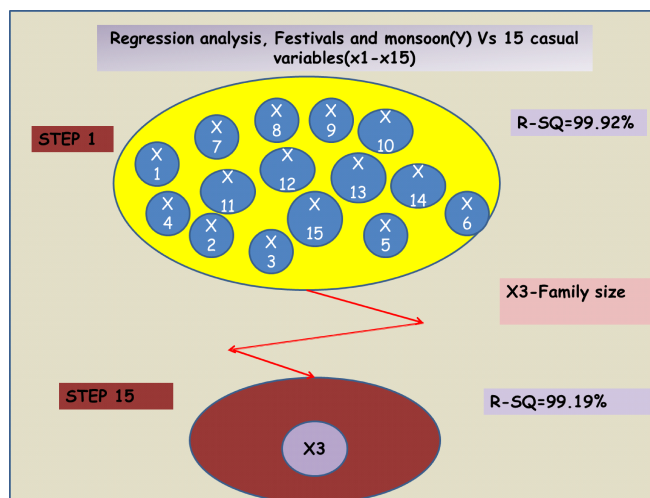 Regression analysis, Festivals and monsoon(Y) Vs 15 casual
variables(x1-x15)
STEP 1
R-SQ=99.92%
X
1
X
7
X
8
X
9
X
10
X
4
X
11
X
12
X
13
X
14
X
2
X
3
X
15
X
5
X
6
X3-Family size
STEP 15
R-SQ=99.19%
X3